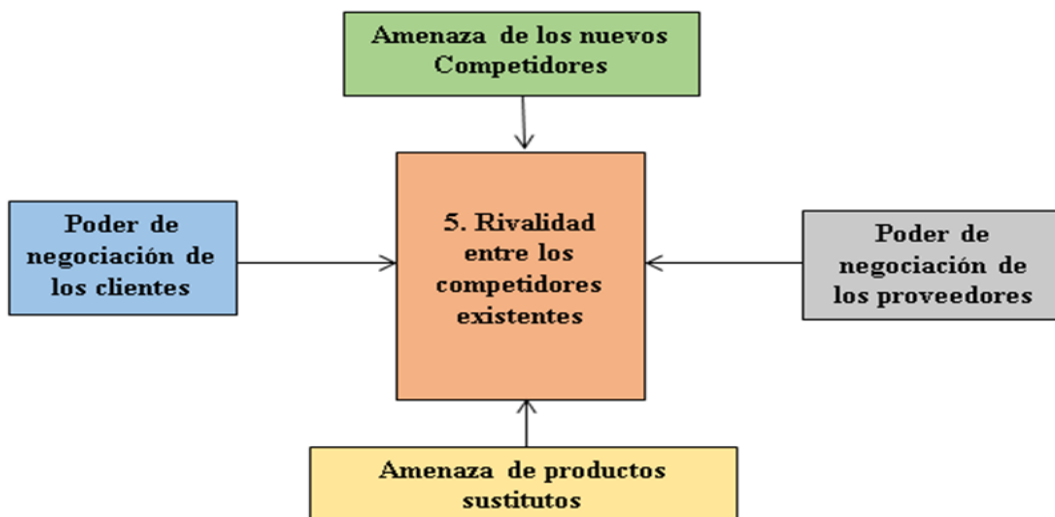 Amenaza de los nuevos
Competidores
Poder de
negociación de
los clientes
5. Rivalidad
entre los
competidores
existentes
Poder de
negociación de
los proveedores
Amenaza de productos
sustitutos